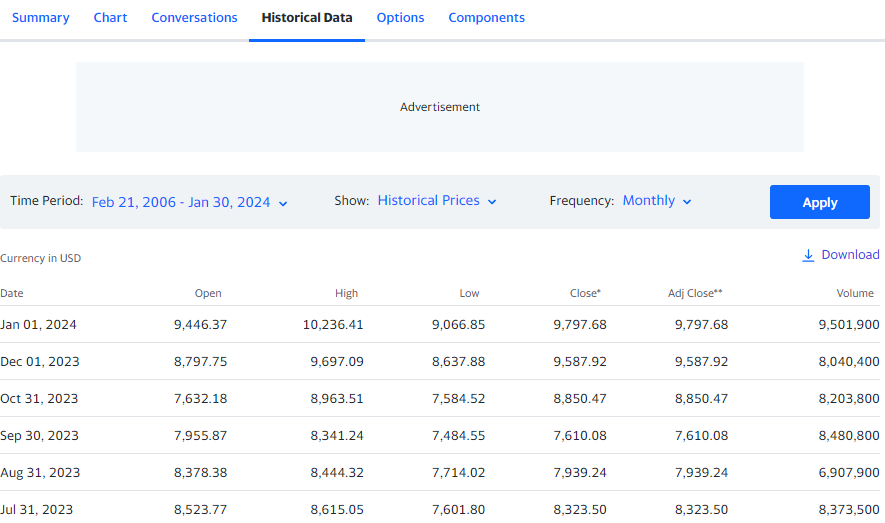 Summary Chart Conversations Historical Data Options Components
Advertisement
Time Period: Feb 21, 2006 - Jan 30, 2024 Show: Historical Prices Frequency: Monthly Apply
Currency in USD Download
Date Open High Low Close* Adj Close** Volume
Jan 01, 2024 9,446.37 10,236.41 9,066.85 9,797.68 9,797.68 9,501,900
Dec 01, 2023 8,797.75 9,697.09 8,637.88 9,587.92 9,587.92 8,040,400
Oct 31, 2023 7,632.18 8,963.51 7,584.52 8,850.47 8,850.47 8,203,800
Sep 30, 2023 7,955.87 8,341.24 7,484.55 7,610.08 7,610.08 8,480,800
Aug 31, 2023 8,378.38 8,444.32 7,714.02 7,939.24 7,939.24 6,907,900
Jul 31, 2023 8,523.77 8,615.05 7,601.80 8,323.50 8,323.50 8,373,500